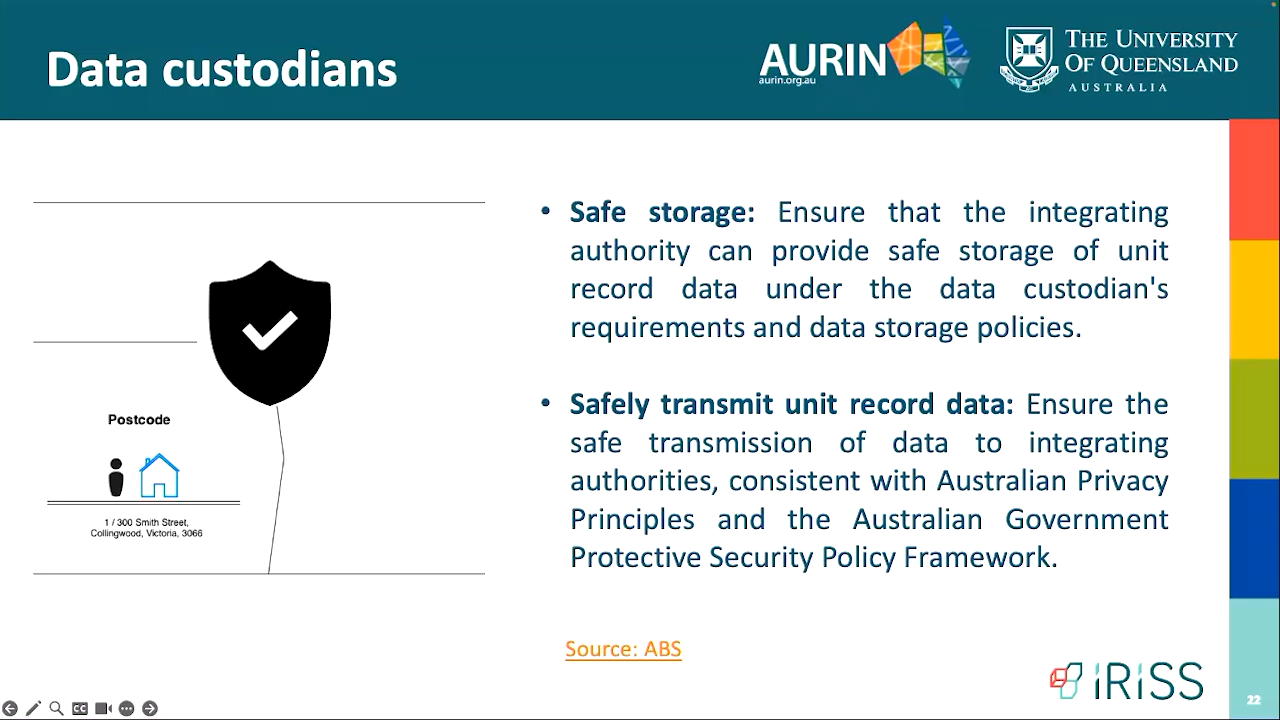 Data custodians
AURIN
aurin.org.au
THE UNIVERSITY
OF QUEENSLAND
AUSTRALIA
Postcode
1 / 300 Smith Street,
Collingwood, Victoria, 3066
• Safe storage: Ensure that the integrating
authority can provide safe storage of unit
record data under the data custodian's
requirements and data storage policies.
• Safely transmit unit record data: Ensure the
safe transmission of data to integrating
authorities, consistent with Australian Privacy
Principles and the Australian Government
Protective Security Policy Framework.
Source: ABS
iRiSS
22
CC